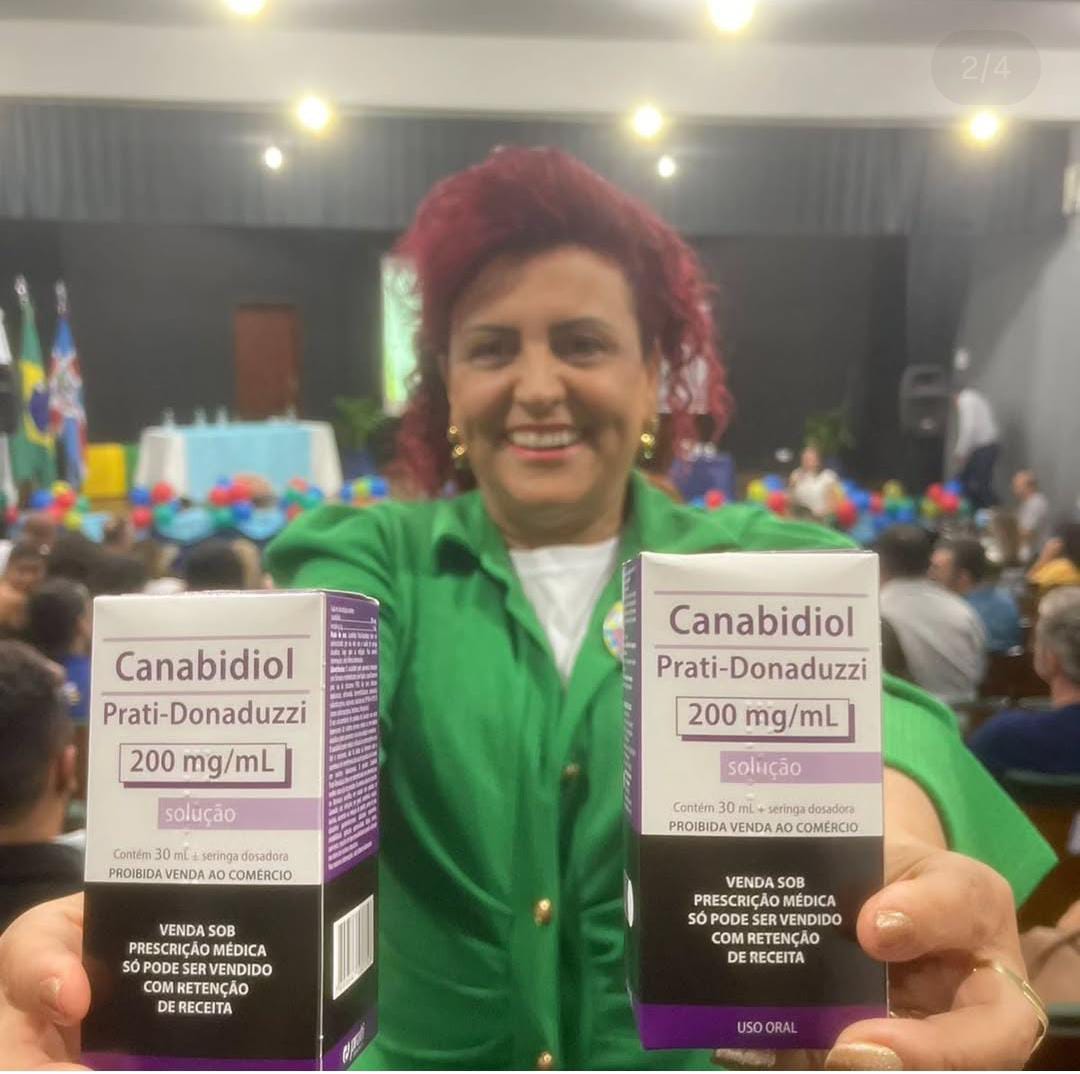 2/4
Canabidiol
Prati-Donaduzzi
200 mg/mL
solução
Contém 30 mL + seringa dosadora
PROIBIDA VENDA AO COMÉRCIO
VENDA SOB
PRESCRIÇÃO MÉDICA
SÓ PODE SER VENDIDO
COM RETENÇÃO
DE RECEITA
Canabidiol
Prati-Donaduzzi
200 mg/mL
solução
Contém 30 mL + seringa dosadora
PROIBIDA VENDA AO COMÉRCIO
VENDA SOB
PRESCRIÇÃO MÉDICA
SÓ PODE SER VENDIDO
COM RETENÇÃO
DE RECEITA
USO ORAL